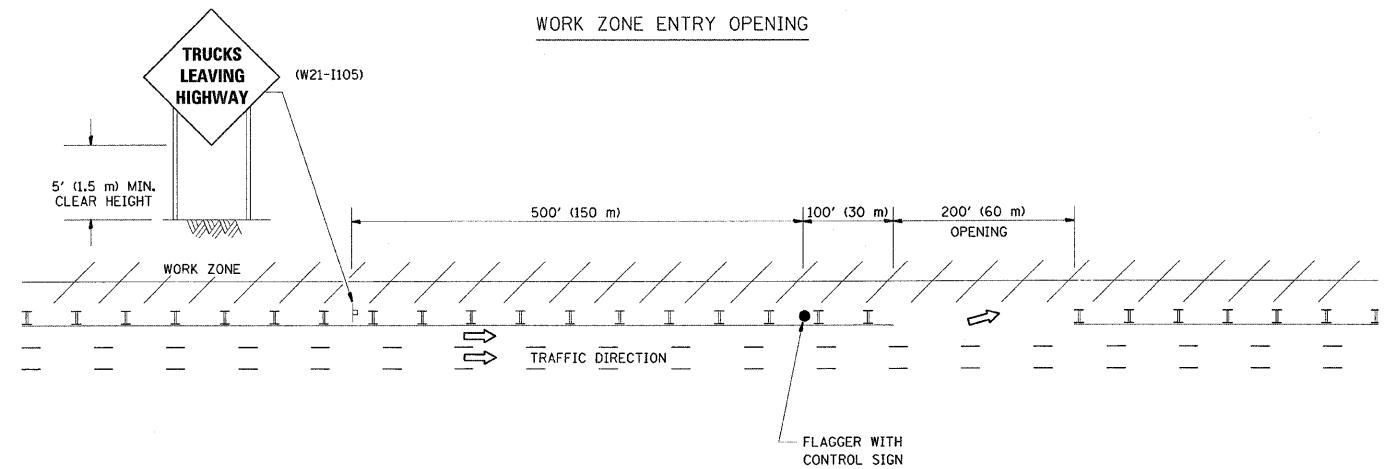 WORK ZONE ENTRY OPENING
TRUCKS
LEAVING
HIGHWAY
(W21-I105)
5' (1.5 m) MIN.
CLEAR HEIGHT
500' (150 m)
100' (30 m)
200' (60 m)
OPENING
WORK ZONE
TRAFFIC DIRECTION
FLAGGER WITH
CONTROL SIGN